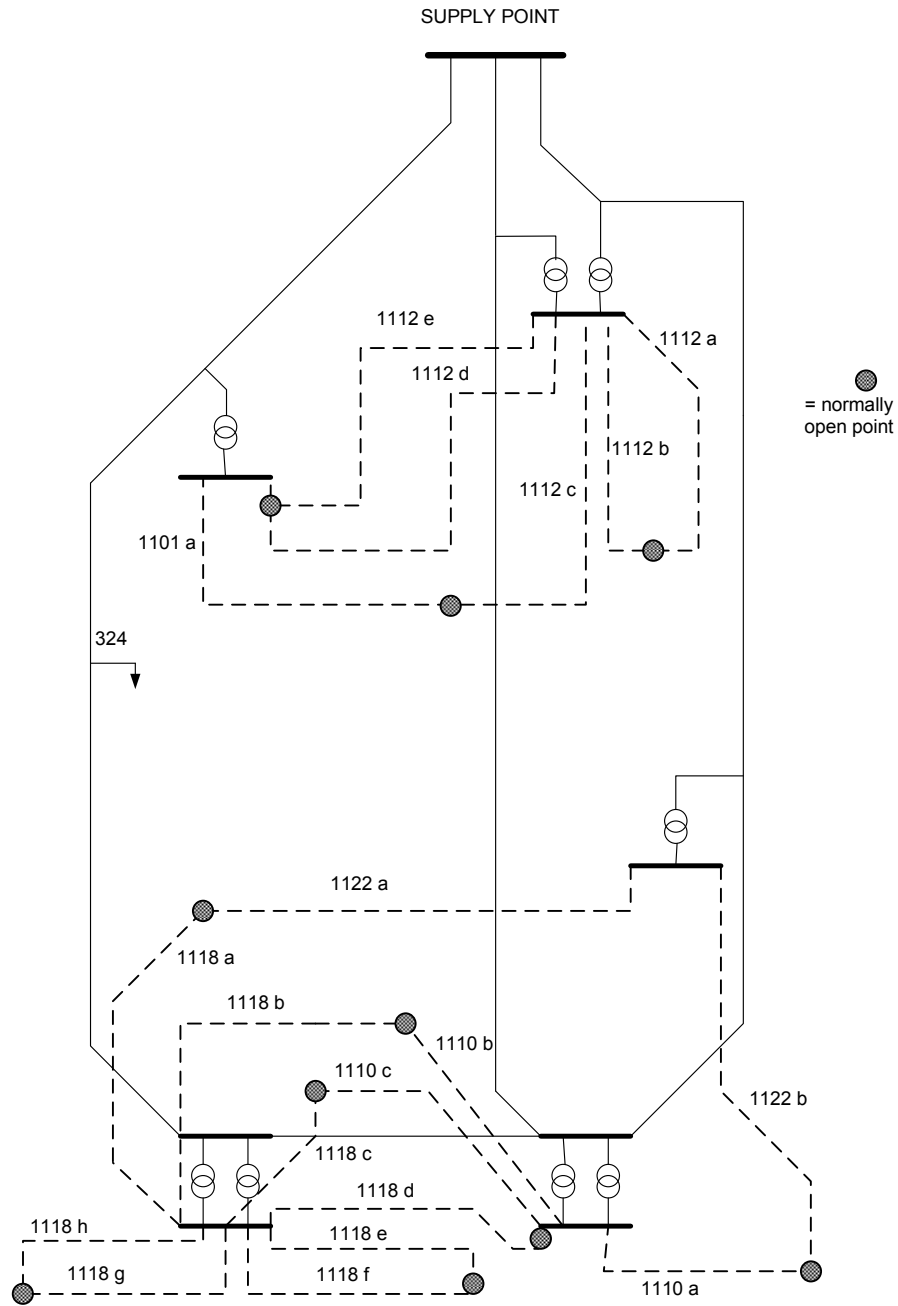 SUPPLY POINT
1112 e
1112 a
1112 d
= normally
open point
1112 b
1112 c
1101 a
324
1122 a
1118 a
1118 b
1110 b
1110 c
1122 b
1118 c
1118 d
1118 h
1118 e
1118 g
1118 f
1110 a